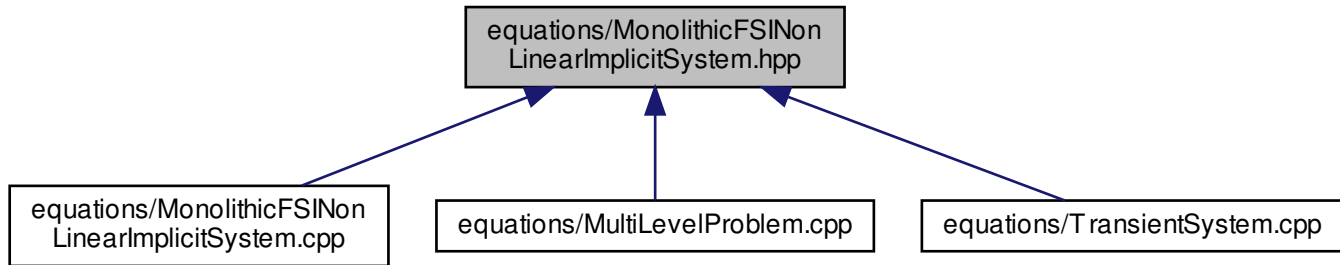 equations/MonolithicFSINon
LinearImplicitSystem.hpp
equations/MonolithicFSINon
LinearImplicitSystem.cpp
equations/MultiLevelProblem.cpp
equations/TransientSystem.cpp